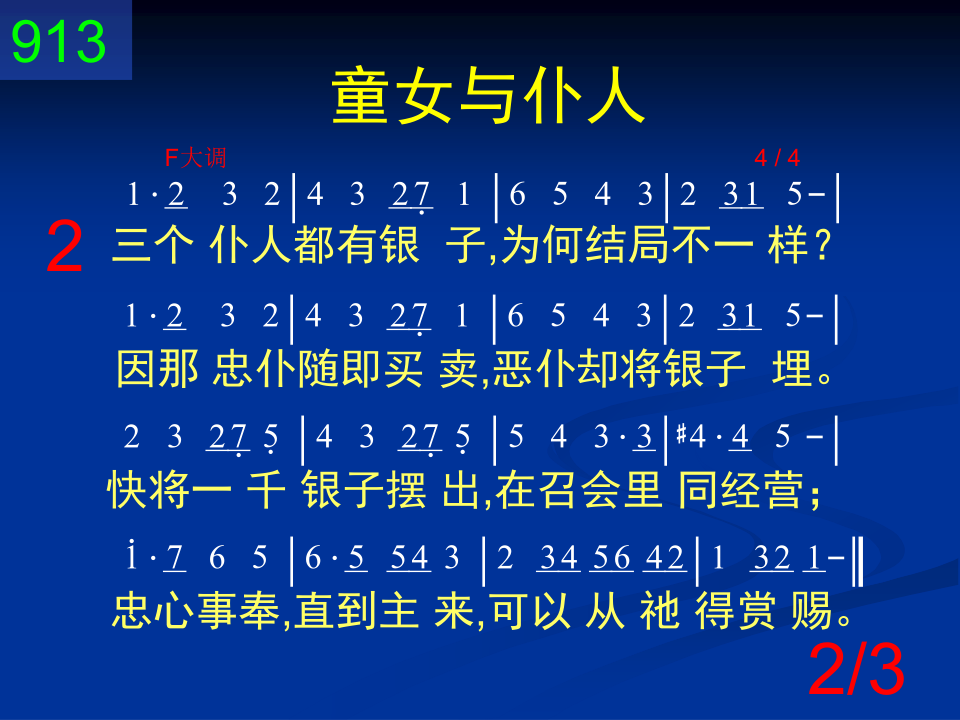 913
童女与仆人
F大调 4 / 4
1 · 2 3 2 | 4 3 2 7̣ 1 | 6 5 4 3 | 2 3 1 5 – |
2
三个 仆人都有银 子,为何结局不一 样？
1 · 2 3 2 | 4 3 2 7̣ 1 | 6 5 4 3 | 2 3 1 5 – |
因那 忠仆随即买 卖,恶仆却将银子 埋。
2 3 2 7̣ 5̣ | 4 3 2 7̣ 5̣ | 5 4 3 · 3 | ♯4 · 4 5 – |
快将一 千 银子摆 出,在召会里 同经营；
1̇ · 7 6 5 | 6 · 5 5 4 3 | 2 3 4 5 6 4 2 | 1 3 2 1 – ‖
忠心事奉,直到主 来,可以 从 祂 得赏 赐。
2/3